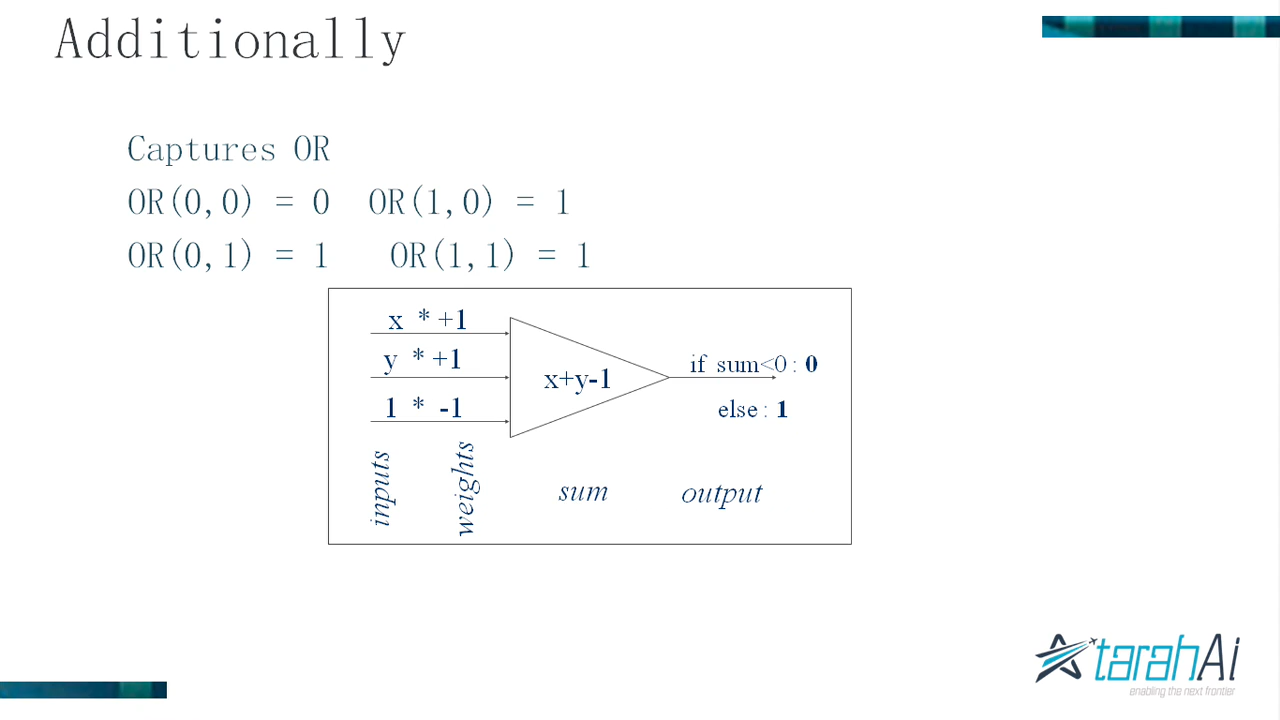 Additionally
Captures OR
OR(0,0) = 0 OR(1,0) = 1
OR(0,1) = 1 OR(1,1) = 1
x * +1
y * +1
1 * -1
x+y-1
if sum<0 : 0
else : 1
inputs
weights
sum
output
tarahAi
enabling the next frontier